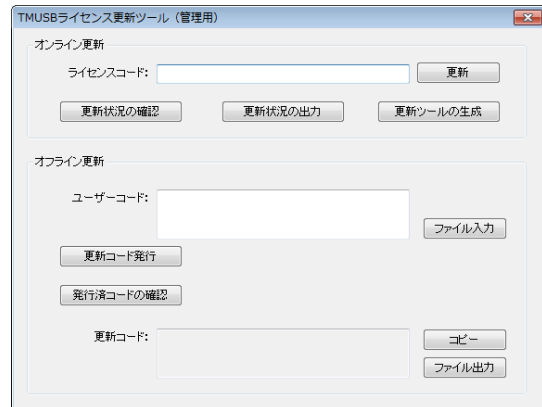 TMUSBライセンス更新ツール（管理用）
オンライン更新
ライセンスコード:
更新
更新状況の確認
更新状況の出力
更新ツールの生成
オフライン更新
ユーザーコード:
ファイル入力
更新コード発行
発行済コードの確認
更新コード:
コピー
ファイル出力